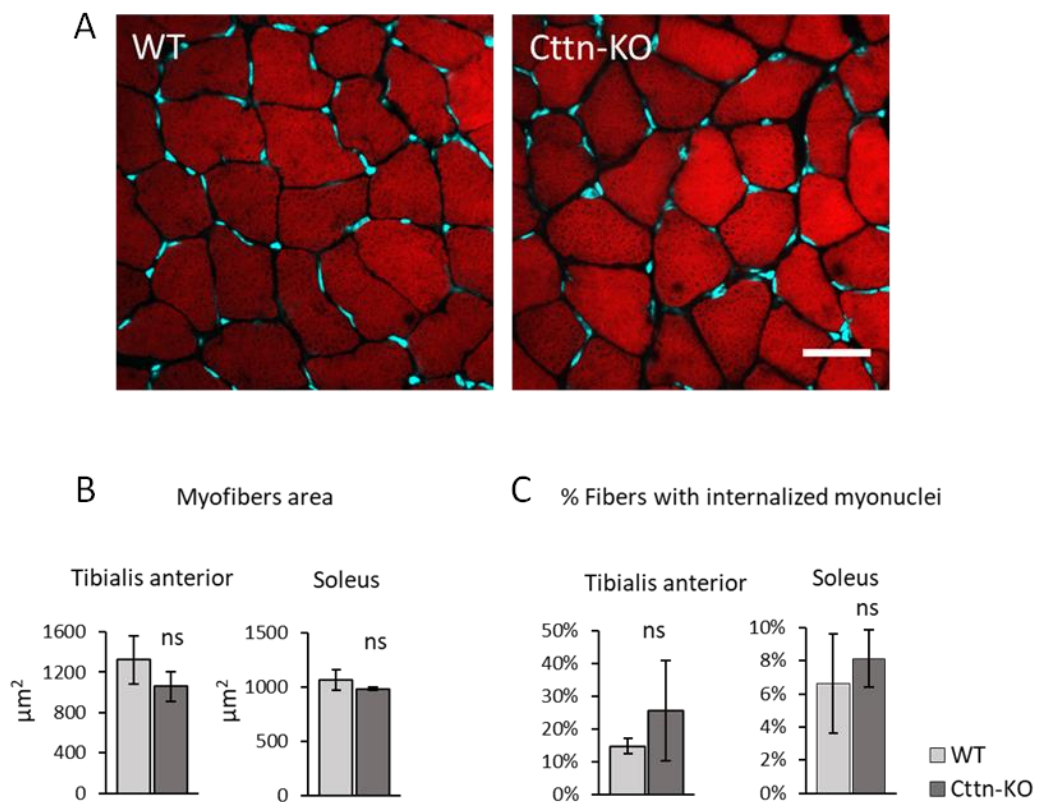 A
WT
Cttn-KO
B
Myofibers area
C
% Fibers with internalized myonuclei
Tibialis anterior
Soleus
Tibialis anterior
Soleus
ns
1600
1200
800
400
0
µm²
ns
1500
1000
500
0
µm²
ns
50%
40%
30%
20%
10%
0%
ns
10%
8%
6%
4%
2%
0%
WT
Cttn-KO